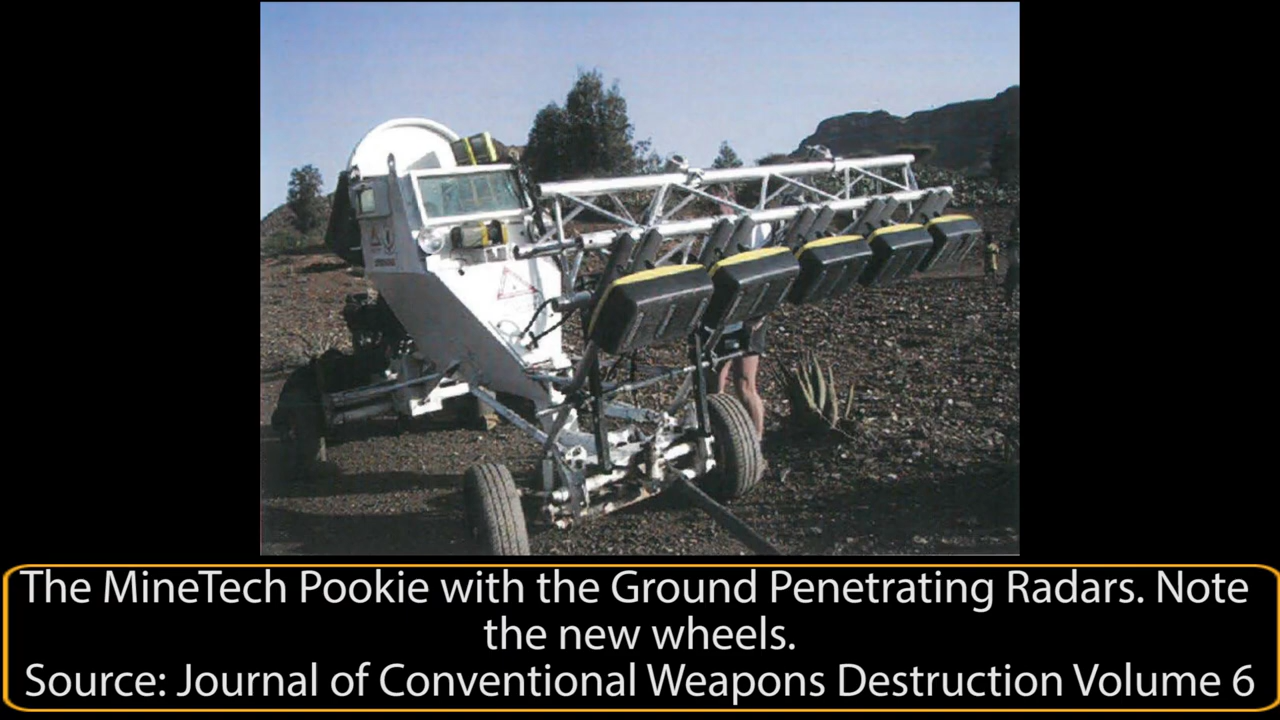 The MineTech Pookie with the Ground Penetrating Radars. Note
the new wheels.
Source: Journal of Conventional Weapons Destruction Volume 6